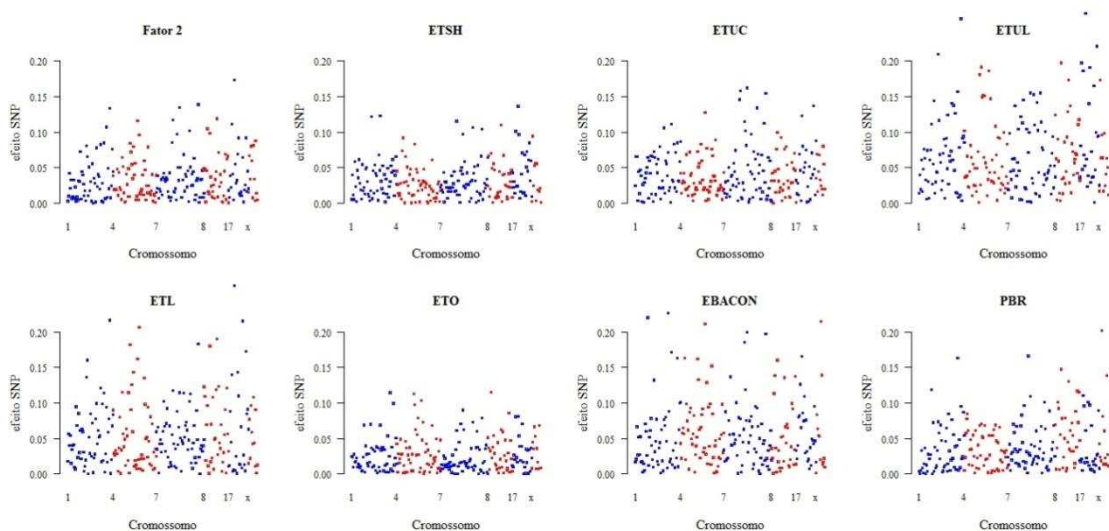 Fator 2 ETSH ETUC ETUL
efeito SNP efeito SNP efeito SNP efeito SNP
0.20 0.20 0.20 0.20
0.15 0.15 0.15 0.15
0.10 0.10 0.10 0.10
0.05 0.05 0.05 0.05
0.00 0.00 0.00 0.00
1 4 7 8 17 x 1 4 7 8 17 x 1 4 7 8 17 x 1 4 7 8 17 x
Cromossomo Cromossomo Cromossomo Cromossomo
ETL ETO EBACON PBR
efeito SNP efeito SNP efeito SNP efeito SNP
0.20 0.20 0.20 0.20
0.15 0.15 0.15 0.15
0.10 0.10 0.10 0.10
0.05 0.05 0.05 0.05
0.00 0.00 0.00 0.00
1 4 7 8 17 x 1 4 7 8 17 x 1 4 7 8 17 x 1 4 7 8 17 x
Cromossomo Cromossomo Cromossomo Cromossomo